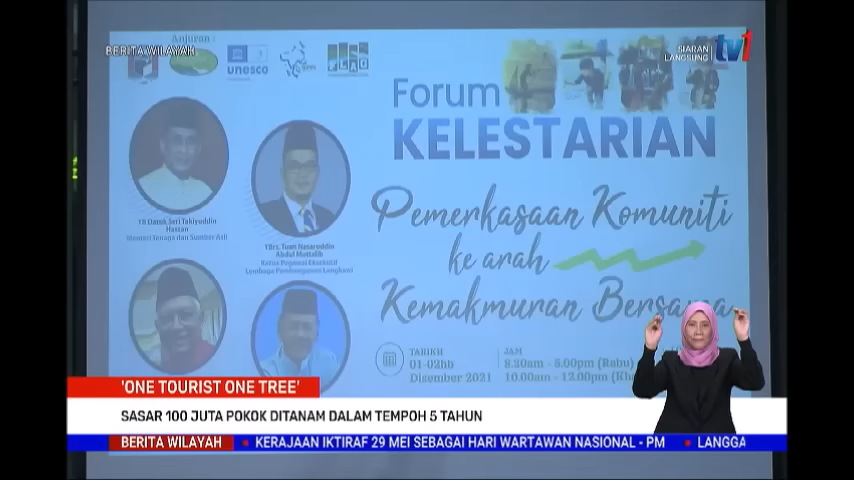 Anjuran :
BERITA WILAYAH
unesco
SIARAN
LANGSUNG
tv1
Forum
KELESTARIAN
Pemerkasaan Komuniti
ke arah
Kemakmuran Bersama
YB Datuk Seri Takiyuddin
Hassan
Menteri Tenaga dan Sumber Asli
YBrs. Tuan Nasaruddin
Abdul Muttalib
Ketua Pegawai Eksekutif
Lembaga Pembangunan Langkawi
TARIKH
01-02hb
Disember 2021
JAM
8.30am - 5.00pm (Rabu)
10.00am - 12.00pm
'ONE TOURIST ONE TREE'
SASAR 100 JUTA POKOK DITANAM DALAM TEMPOH 5 TAHUN
BERITA WILAYAH
KERAJAAN IKTIRAF 29 MEI SEBAGAI HARI WARTAWAN NASIONAL - PM
LANGGA